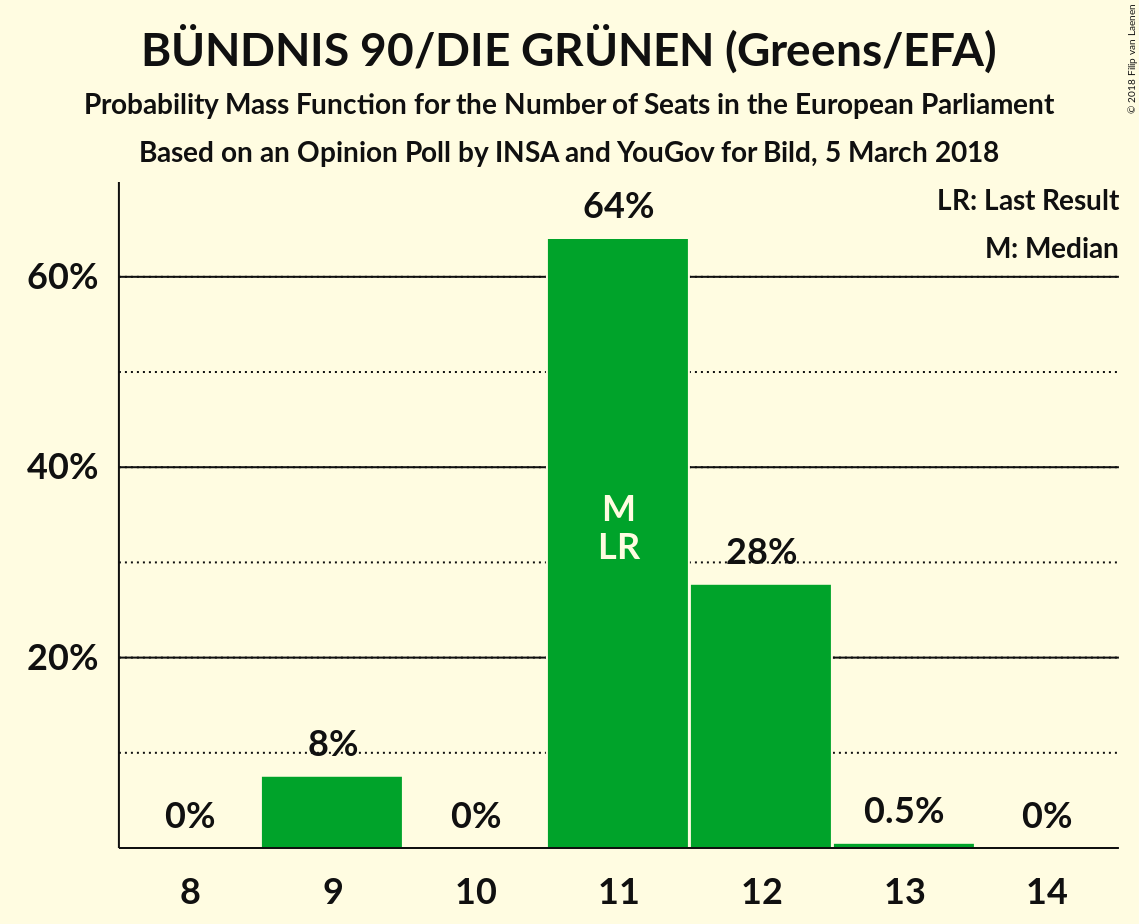 BÜNDNIS 90/DIE GRÜNEN (Greens/EFA)
Probability Mass Function for the Number of Seats in the European Parliament
Based on an Opinion Poll by INSA and YouGov for Bild, 5 March 2018
© 2018 Filip van Laenen
LR: Last Result
M: Median
60%
40%
20%
0%
8%
0%
64%
M
LR
28%
0.5%
0%
8
9
10
11
12
13
14